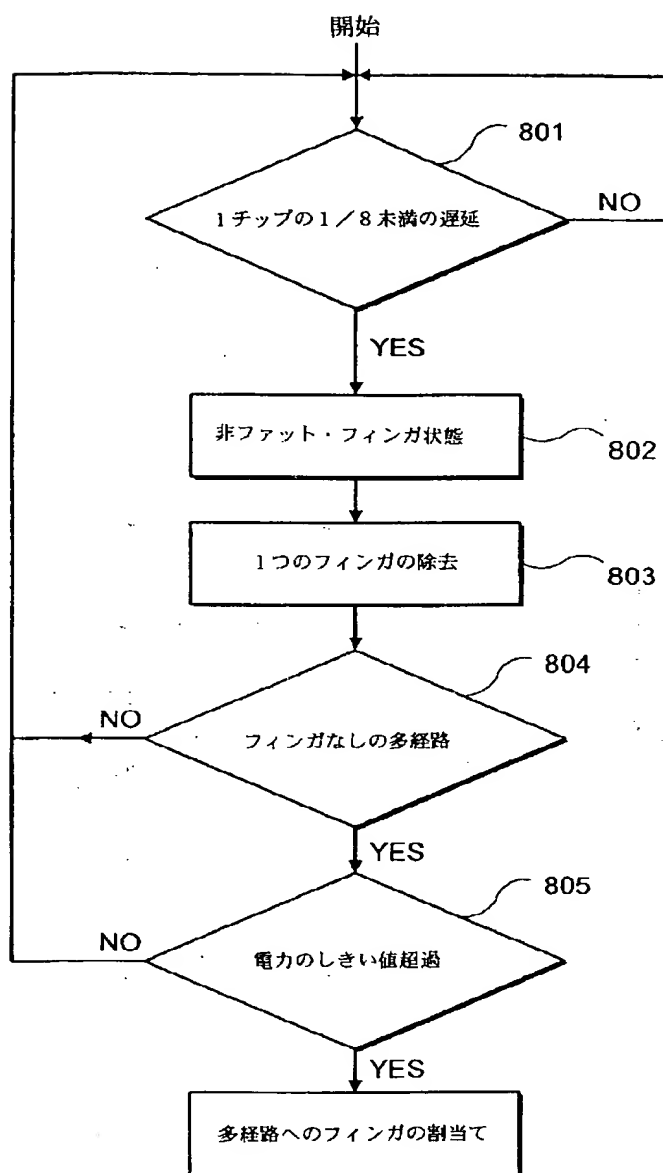 開始
801
1チップの1/8未満の遅延
NO
YES
非ファット・フィンガ状態
802
1つのフィンガの除去
803
804
フィンガなしの多経路
NO
YES
805
電力のしきい値超過
NO
YES
多経路へのフィンガの割当て